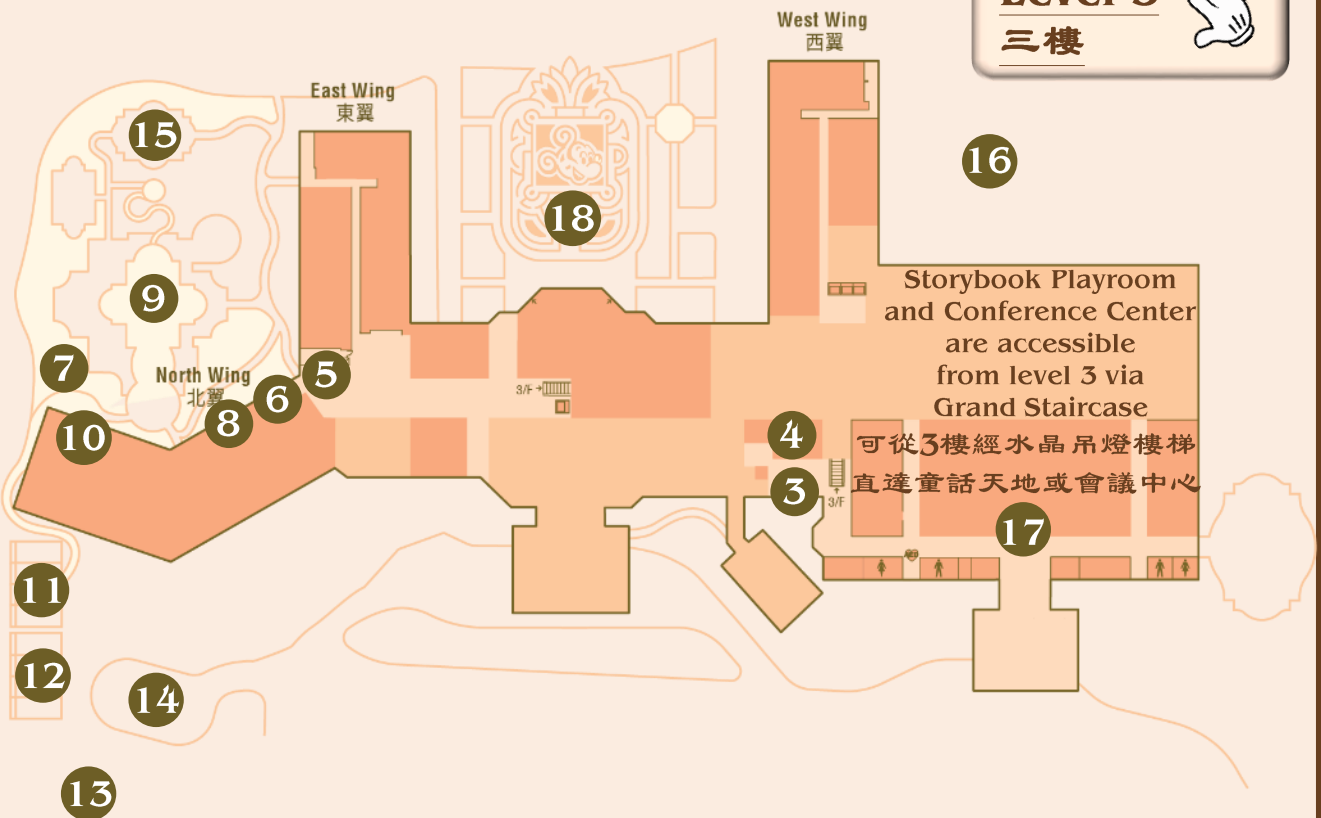 Level 3
三樓
West Wing
西翼
East Wing
東翼
15
16
18
9
7
North Wing
北翼
5
6
8
10
3/F
Storybook Playroom
and Conference Center
are accessible
from level 3 via
Grand Staircase
可從3樓經水晶吊燈樓梯
直達童話天地或會議中心
4
3
3/F
17
AED
11
12
14
13